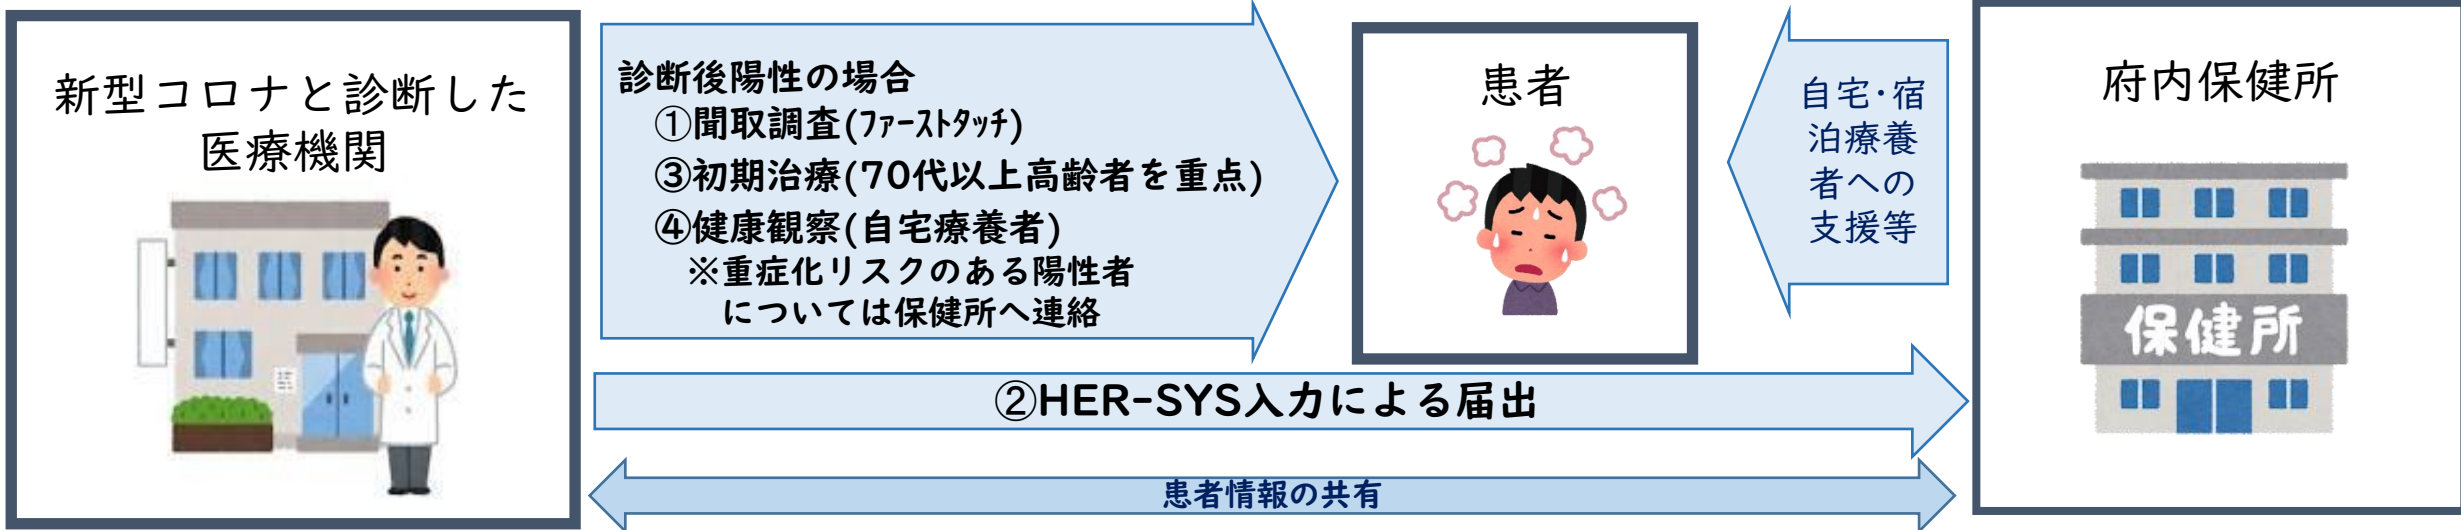 新型コロナと診断した
医療機関
診断後陽性の場合
①聞取調査(ﾌｧｰｽﾄﾀｯﾁ)
③初期治療(70代以上高齢者を重点)
④健康観察(自宅療養者)
※重症化リスクのある陽性者
については保健所へ連絡
患者
自宅･宿
泊療養
者への
支援等
府内保健所
保健所
②HER-SYS入力による届出
患者情報の共有